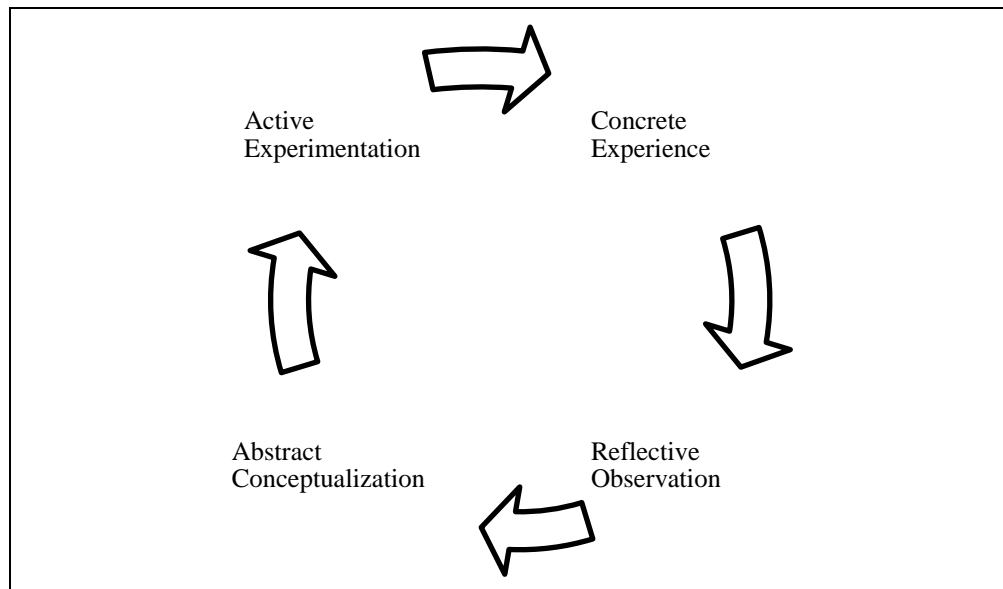 Active
Experimentation
Concrete
Experience
Abstract
Conceptualization
Reflective
Observation